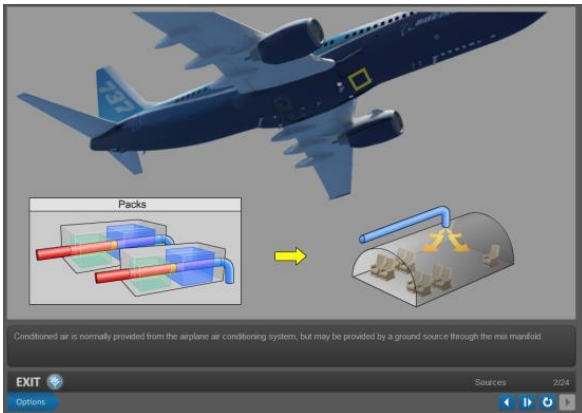 BOEING
737
Packs
Conditioned air is normally provided from the airplane air conditioning system, but may be provided by a ground source through the mix manifold.
EXIT
Sources
2/24
Options